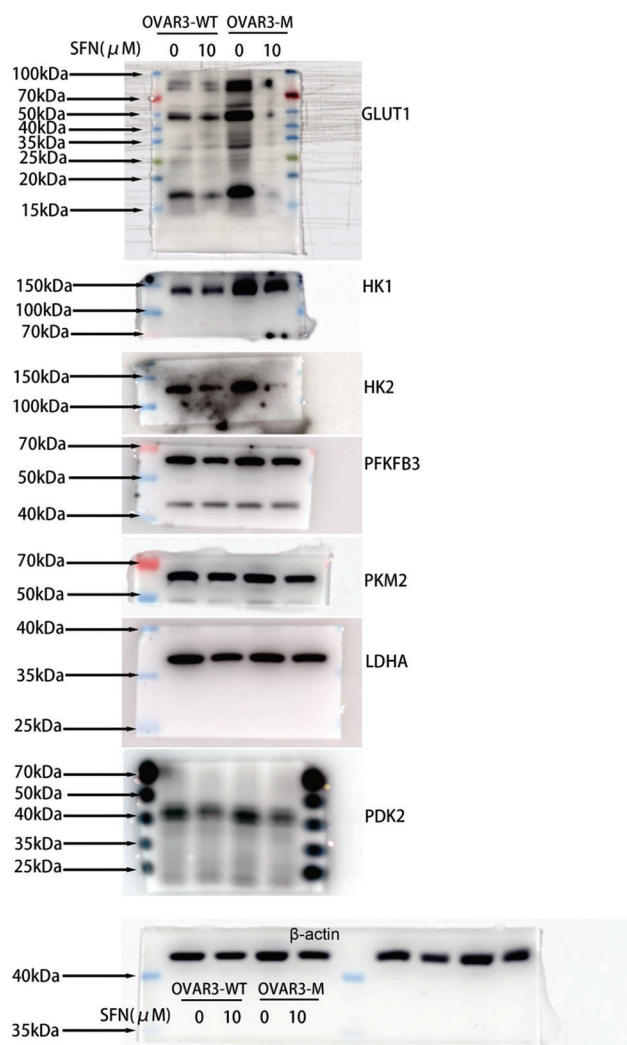 OVAR3-WT OVAR3-M
SFN(μM) 0 10 0 10
100kDa
70kDa
50kDa
40kDa
35kDa
25kDa
20kDa
15kDa
GLUT1
150kDa
100kDa
70kDa
HK1
150kDa
100kDa
HK2
70kDa
50kDa
40kDa
PFKFB3
70kDa
50kDa
PKM2
40kDa
35kDa
25kDa
LDHA
70kDa
50kDa
40kDa
35kDa
25kDa
PDK2
β-actin
40kDa
OVAR3-WT OVAR3-M
SFN(μM) 0 10 0 10
35kDa